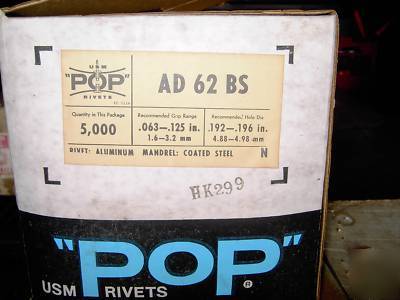 USM
"POP"
RIVETS
AD 62 BS
Quantity in This Package
5,000
Recommended Grip Range
.063—.125 in.
1.6—3.2 mm
Recommended Hole Dia
.192—.196 in.
4.88—4.98 mm
RIVET: ALUMINUM MANDREL: COATED STEEL N
HK299
"POP"®
USM RIVETS